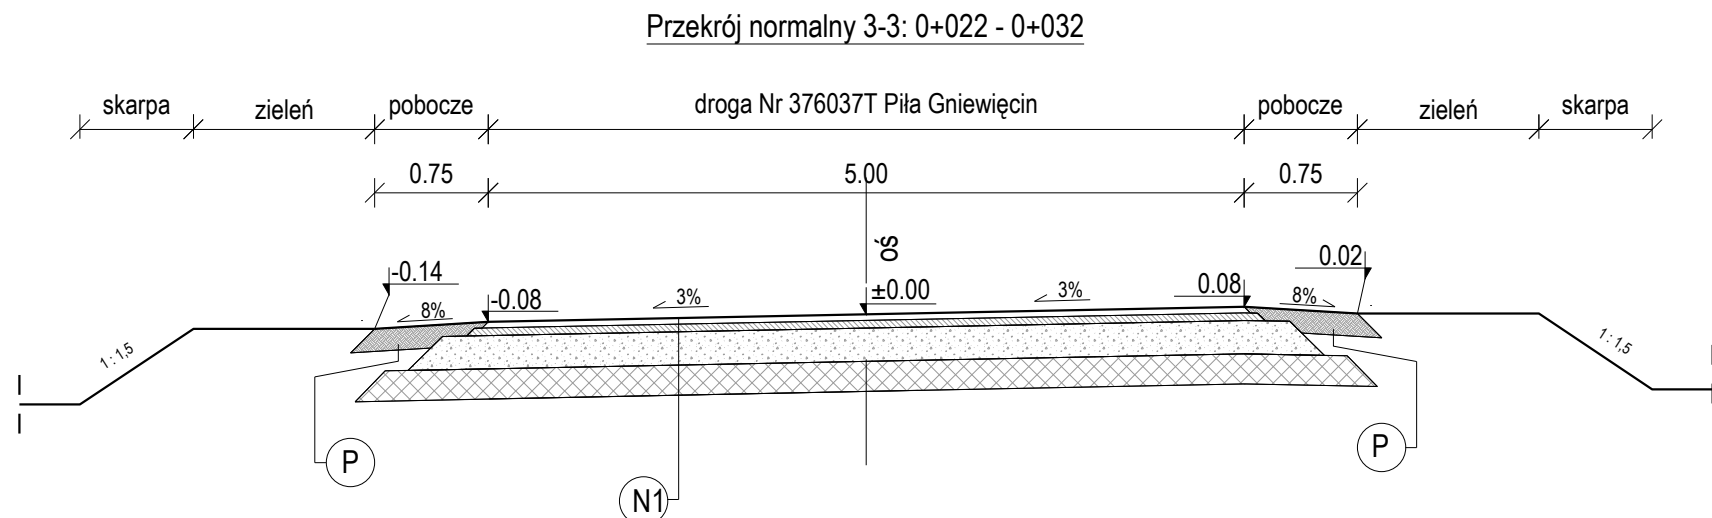 Przekrój normalny 3-3: 0+022 - 0+032
skarpa zieleń pobocze droga Nr 376037T Piła Gniewięcin pobocze zieleń skarpa
0.75 5.00 0.75
oś
-0.14 -0.08 ±0.00 0.08 0.02
8% 3% 3% 8%
1:1,5 1:1,5
P N1 P